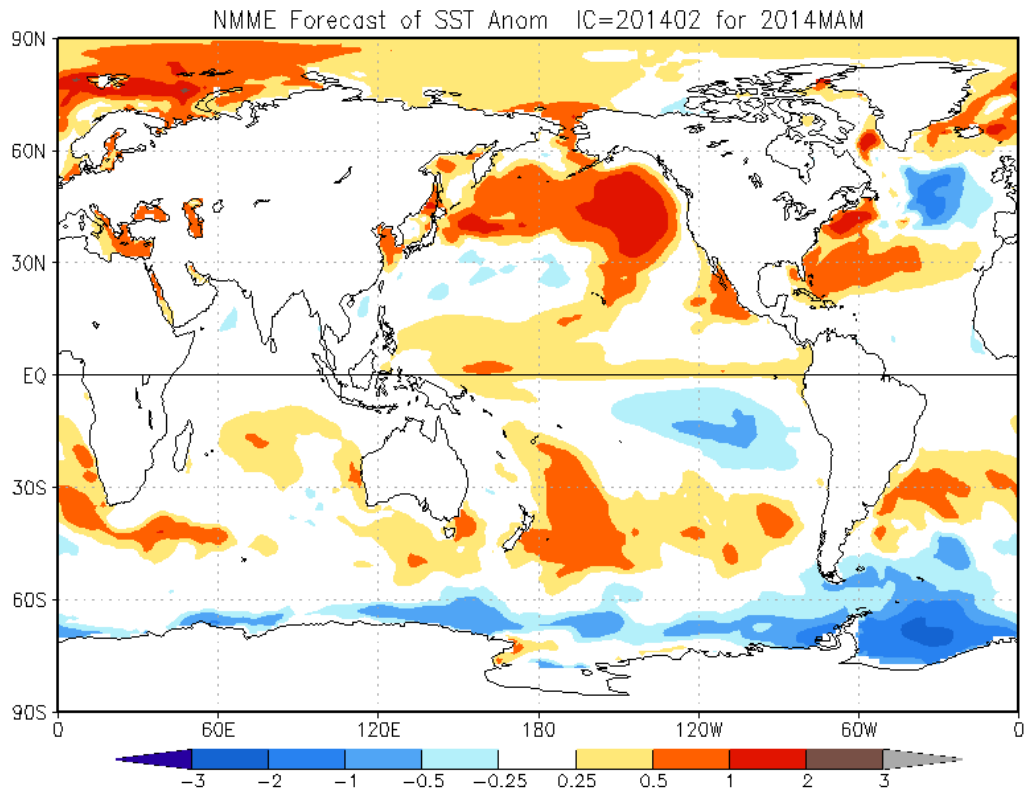 NMME Forecast of SST Anom IC=201402 for 2014MAM
90N
60N
30N
EQ
30S
60S
90S
0 60E 120E 180 120W 60W 0
-3 -2 -1 -0.5 -0.25 0.25 0.5 1 2 3